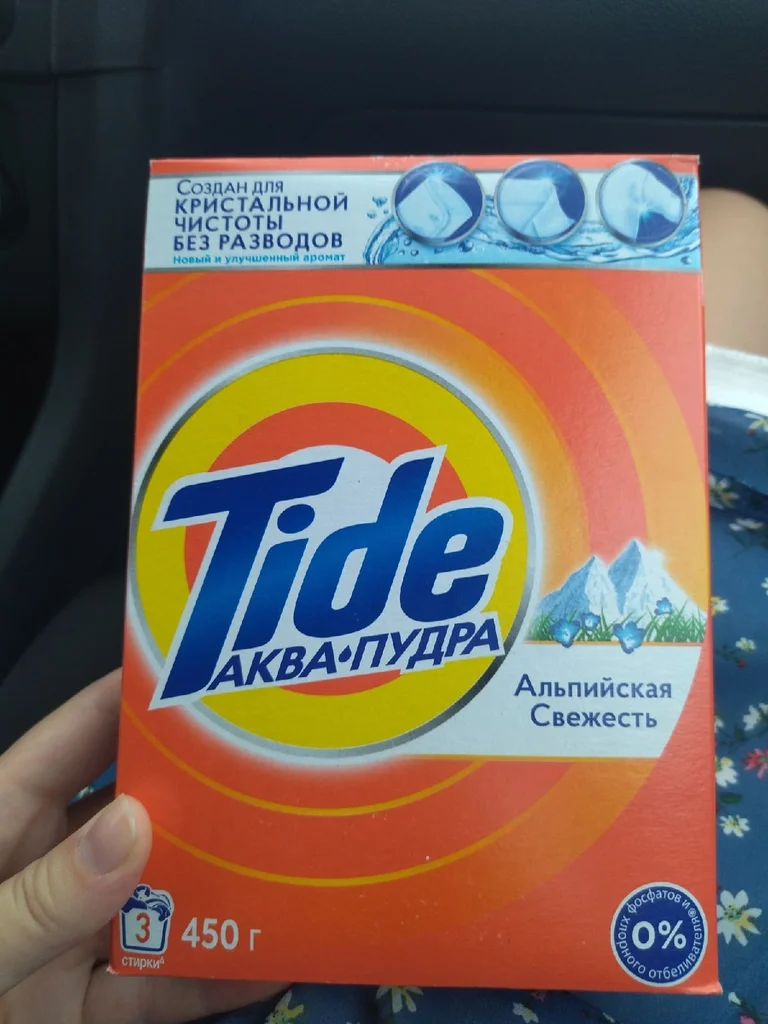 Создан для
КРИСТАЛЬНОЙ
ЧИСТОТЫ
БЕЗ РАЗВОДОВ
Новый и улучшенный аромат
Tide
АКВА•ПУДРА
Альпийская
Свежесть
3
стирки⁴
450 г
0%
фосфатов и
хлорного отбеливателя®